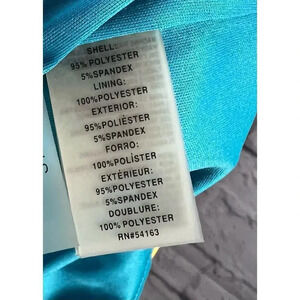 SHELL:
95%POLYESTER
5%SPANDEX
LINING:
100%POLYESTER
EXTERIOR:
95%POLIÉSTER
5%SPANDEX
FORRO:
100%POLÍSTER
EXTÉRIEUR:
95%POLYESTER
5%SPANDEX
DOUBLURE:
100%POLYESTER
RN#54163